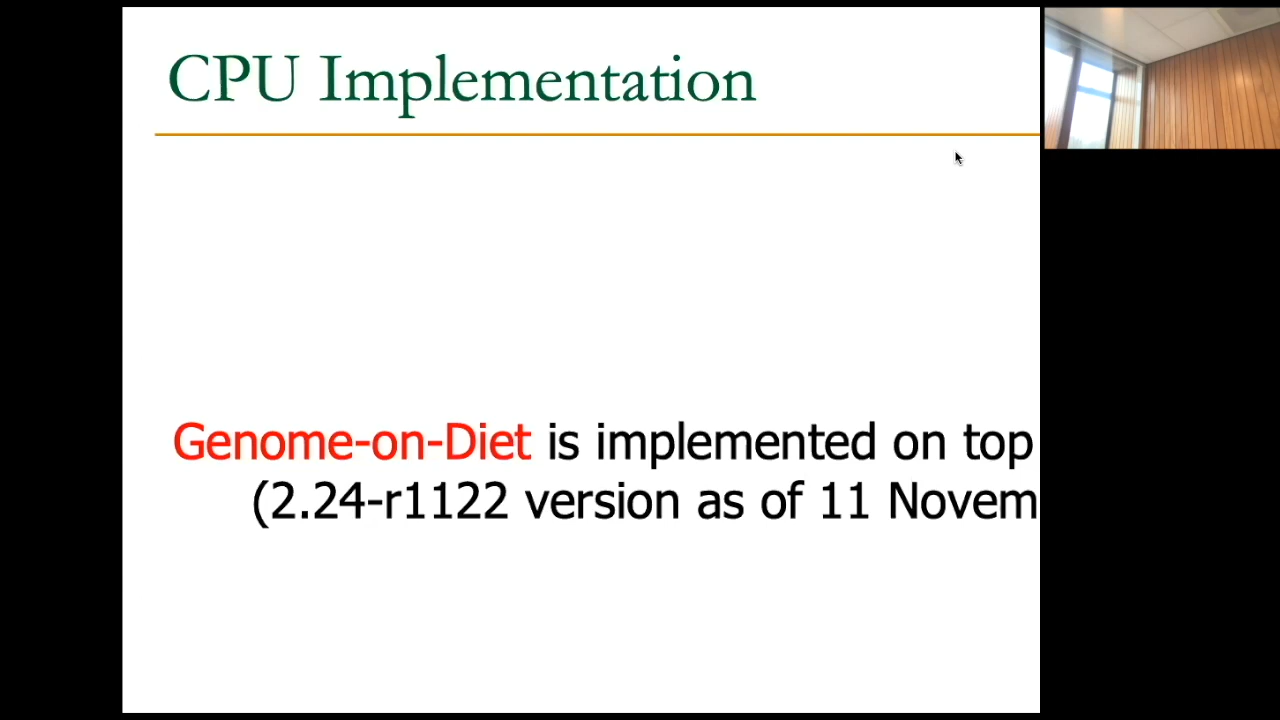 CPU Implementation
Genome-on-Diet is implemented on top
(2.24-r1122 version as of 11 Novem